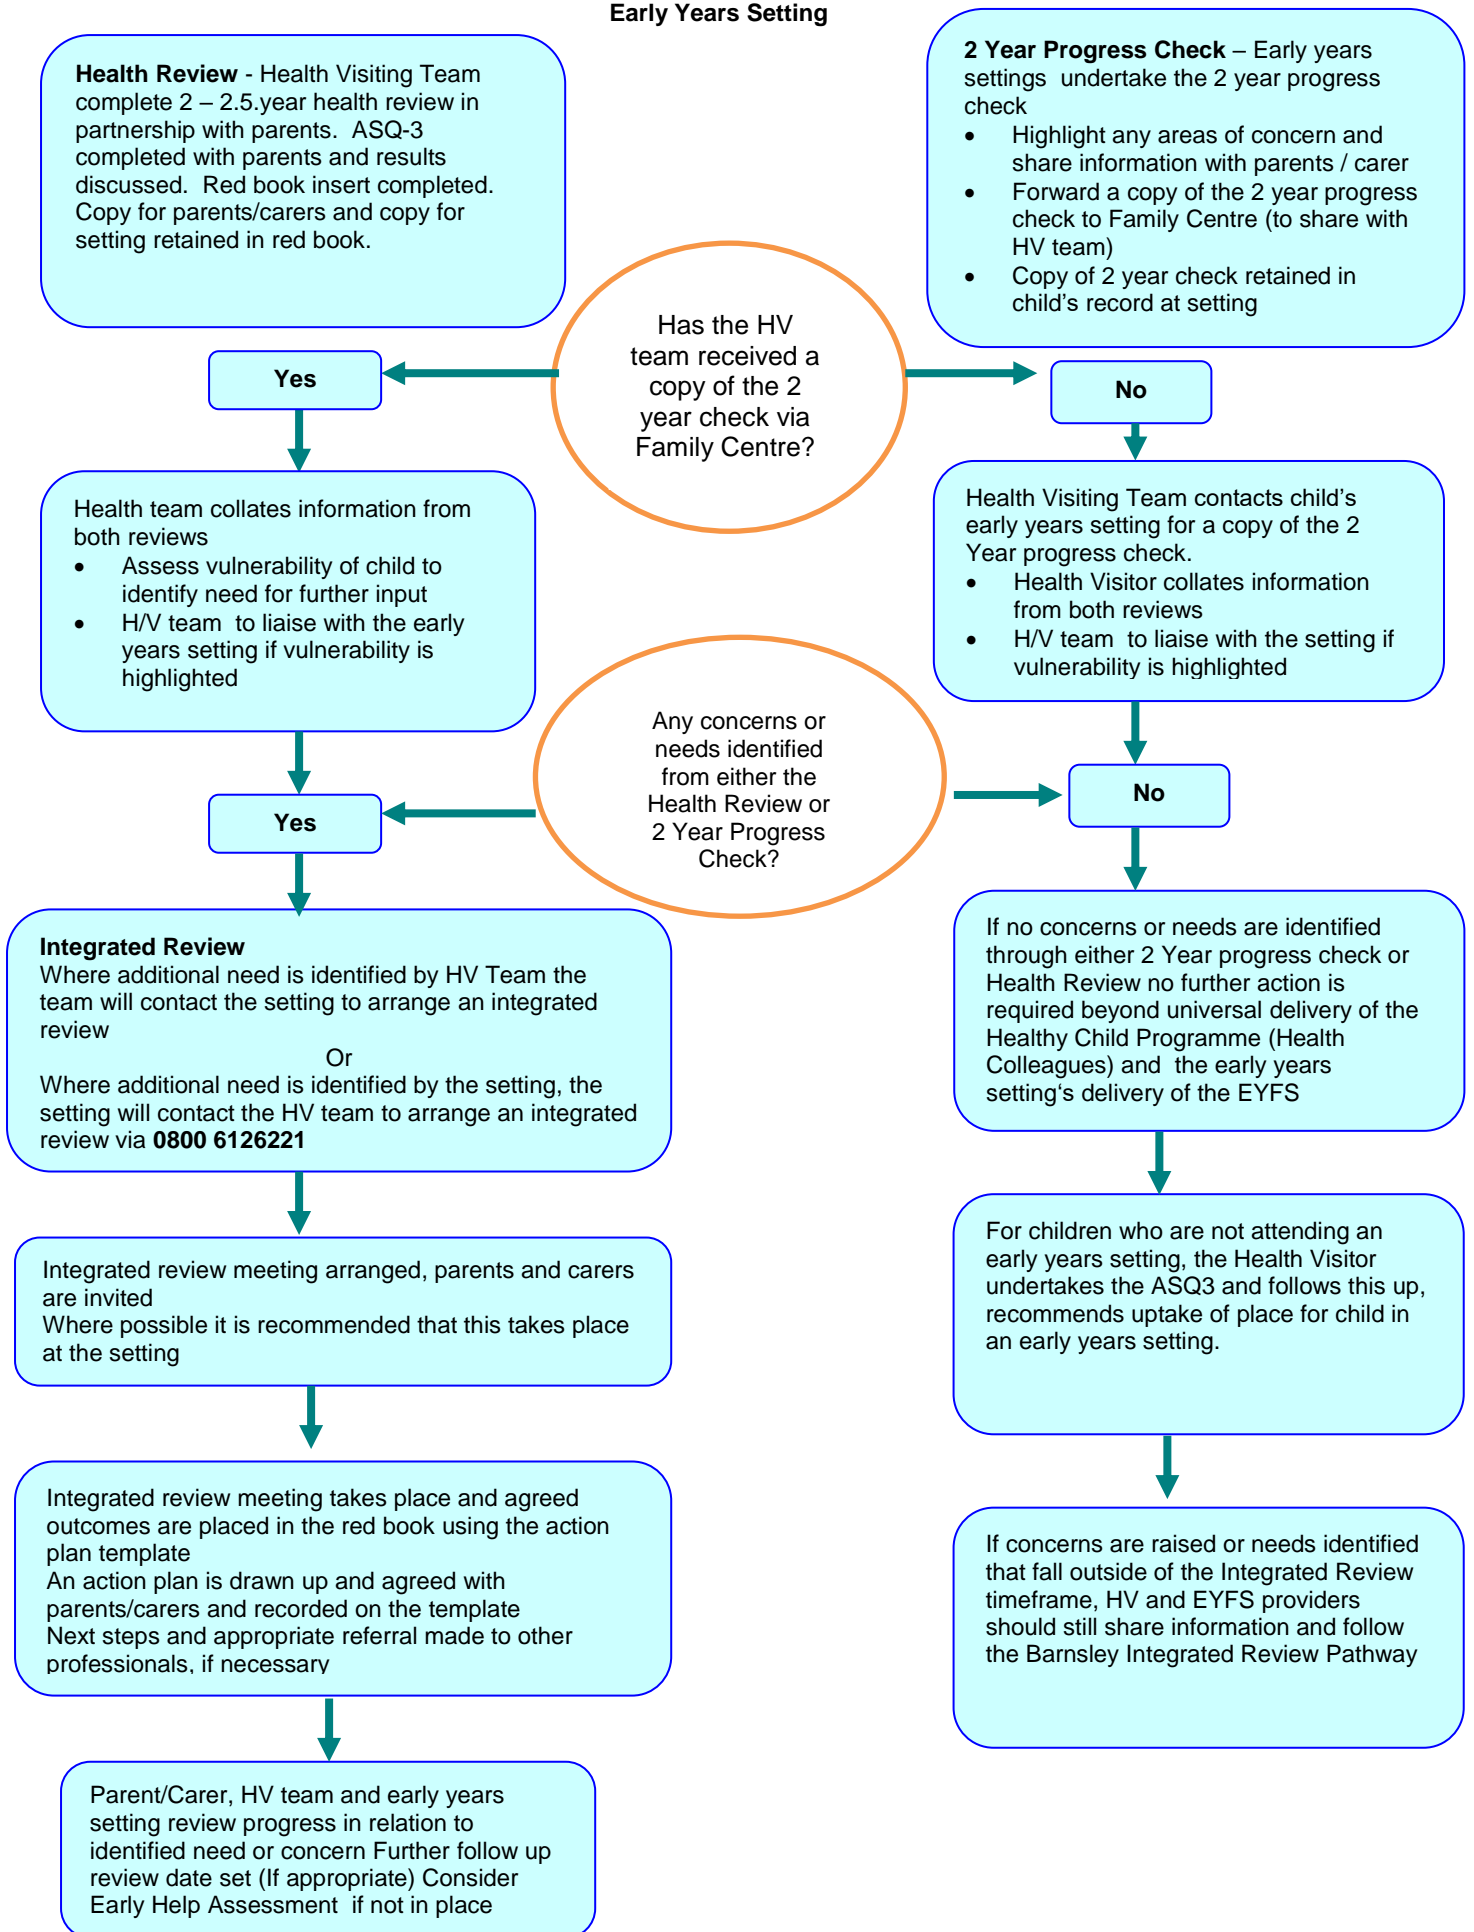 Early Years Setting
Health Review - Health Visiting Team
complete 2 – 2.5.year health review in
partnership with parents.  ASQ-3
completed with parents and results
discussed.  Red book insert completed.
Copy for parents/carers and copy for
setting retained in red book.
2 Year Progress Check – Early years
settings  undertake the 2 year progress
check
• Highlight any areas of concern and
share information with parents / carer
• Forward a copy of the 2 year progress
check to Family Centre (to share with
HV team)
• Copy of 2 year check retained in
child's record at setting
Has the HV
team received a
copy of the 2
year check via
Family Centre?
Yes
No
Health team collates information from
both reviews
• Assess vulnerability of child to
identify need for further input
• H/V team  to liaise with the early
years setting if vulnerability is
highlighted
Health Visiting Team contacts child's
early years setting for a copy of the 2
Year progress check.
• Health Visitor collates information
from both reviews
• H/V team  to liaise with the setting if
vulnerability is highlighted
Any concerns or
needs identified
from either the
Health Review or
2 Year Progress
Check?
Yes
No
Integrated Review
Where additional need is identified by HV Team the
team will contact the setting to arrange an integrated
review
Or
Where additional need is identified by the setting, the
setting will contact the HV team to arrange an integrated
review via 0800 6126221
If no concerns or needs are identified
through either 2 Year progress check or
Health Review no further action is
required beyond universal delivery of the
Healthy Child Programme (Health
Colleagues) and  the early years
setting's delivery of the EYFS
Integrated review meeting arranged, parents and carers
are invited
Where possible it is recommended that this takes place
at the setting
For children who are not attending an
early years setting, the Health Visitor
undertakes the ASQ3 and follows this up,
recommends uptake of place for child in
an early years setting.
Integrated review meeting takes place and agreed
outcomes are placed in the red book using the action
plan template
An action plan is drawn up and agreed with
parents/carers and recorded on the template
Next steps and appropriate referral made to other
professionals, if necessary
If concerns are raised or needs identified
that fall outside of the Integrated Review
timeframe, HV and EYFS providers
should still share information and follow
the Barnsley Integrated Review Pathway
Parent/Carer, HV team and early years
setting review progress in relation to
identified need or concern Further follow up
review date set (If appropriate) Consider
Early Help Assessment  if not in place